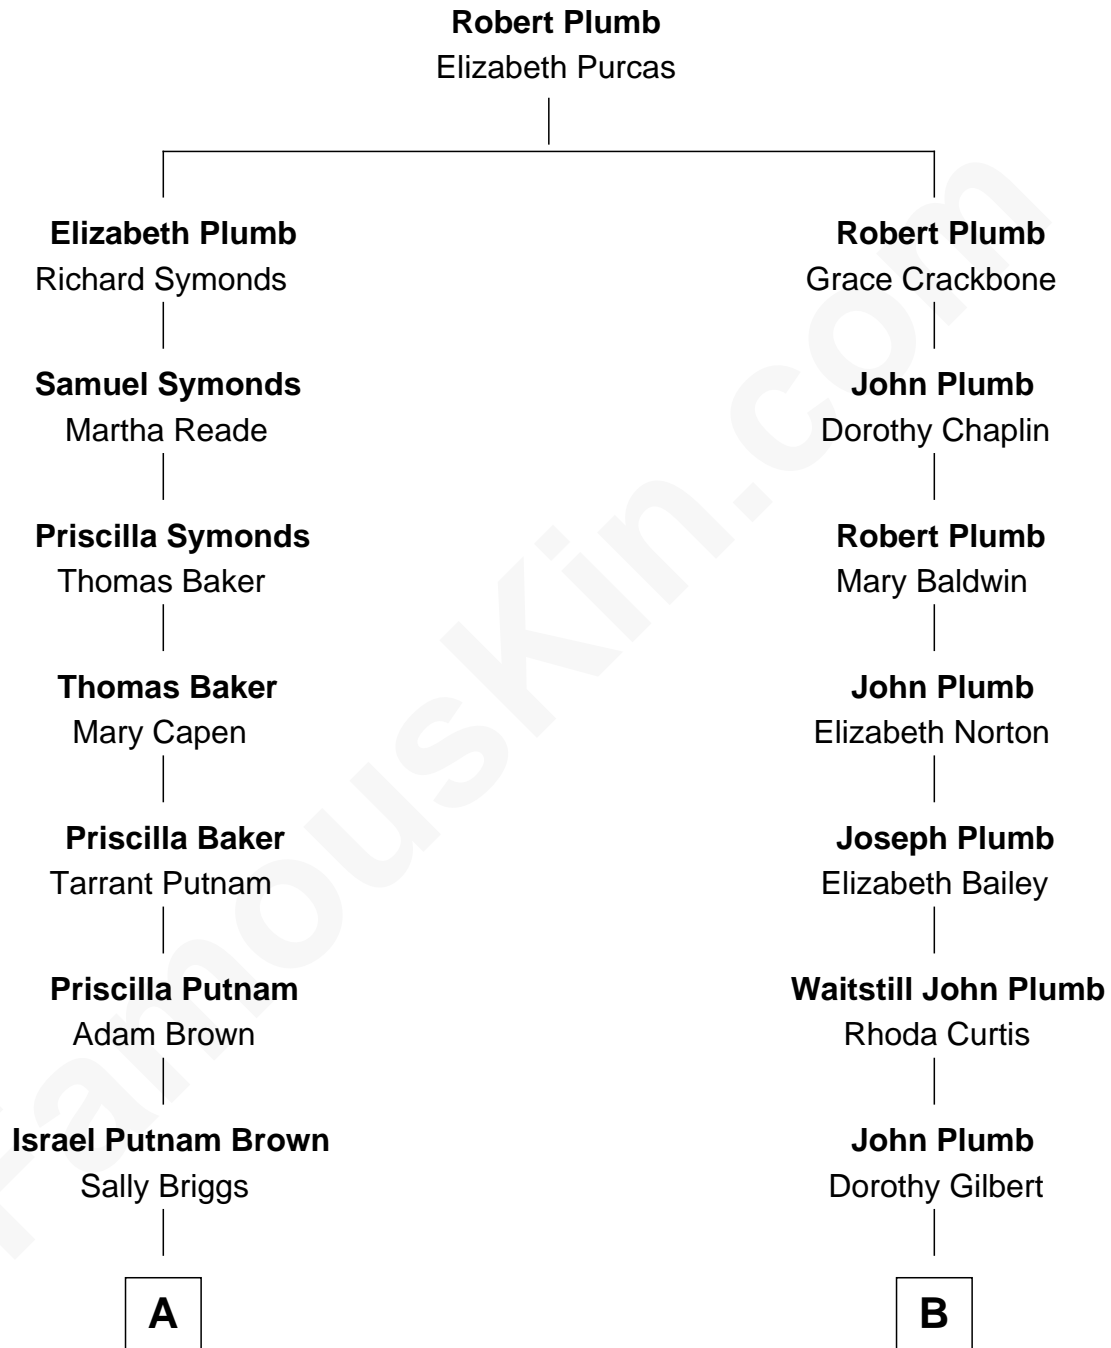 Robert Plumb
Elizabeth Purcas
Elizabeth Plumb
Richard Symonds
Robert Plumb
Grace Crackbone
Samuel Symonds
Martha Reade
John Plumb
Dorothy Chaplin
Priscilla Symonds
Thomas Baker
Robert Plumb
Mary Baldwin
Thomas Baker
Mary Capen
John Plumb
Elizabeth Norton
Priscilla Baker
Tarrant Putnam
Joseph Plumb
Elizabeth Bailey
Priscilla Putnam
Adam Brown
Waitstill John Plumb
Rhoda Curtis
Israel Putnam Brown
Sally Briggs
John Plumb
Dorothy Gilbert
A
B
FamousKin.com